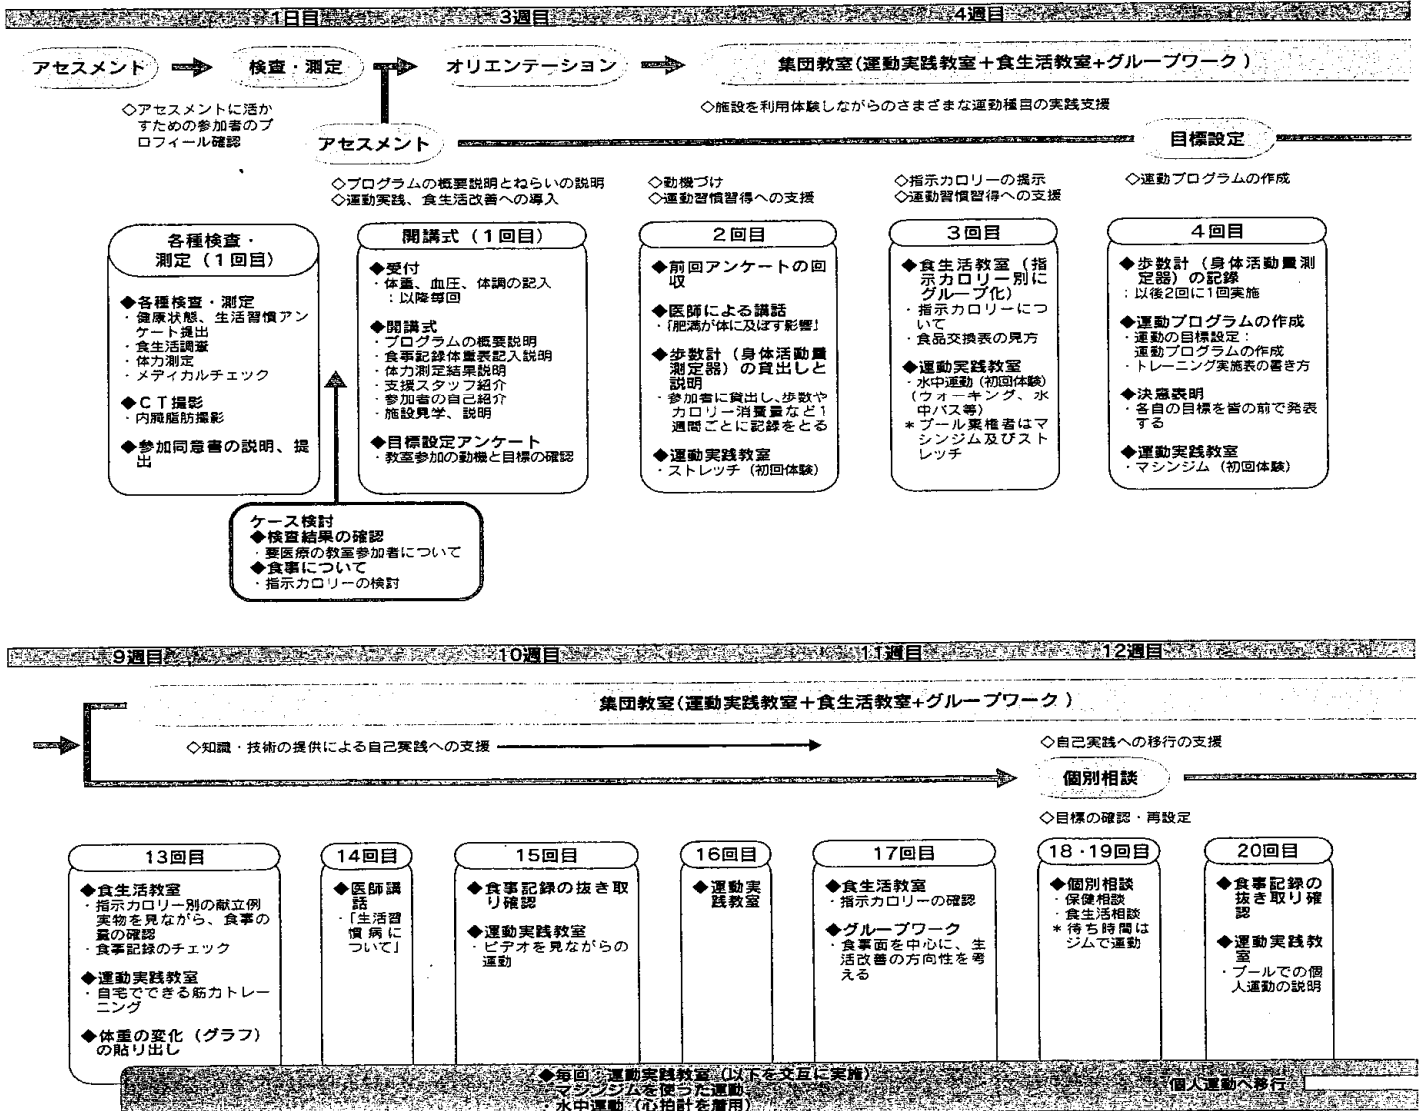 1日目 3週目 4週目
アセスメント 検査・測定 オリエンテーション 集団教室(運動実践教室＋食生活教室+グループワーク)
◇アセスメントに活か
すための参加者のプ
ロフィール確認
◇施設を利用体験しながらのさまざまな運動種目の実践支援
アセスメント 目標設定
◇プログラムの概要説明とねらいの説明
◇運動実践、食生活改善への導入
◇動機づけ
◇運動習慣習得への支援
◇指示カロリーの提示
◇運動習慣習得への支援
◇運動プログラムの作成
各種検査・
測定（1回目）
◆各種検査・測定
・健康状態、生活習慣アン
ケート提出
・食生活調査
・体力測定
・メディカルチェック
◆ＣＴ撮影
・内臓脂肪撮影
◆参加同意書の説明、提
出
開講式（1回目）
◆受付
・体重、血圧、体調の記入
：以降毎回
◆開講式
・プログラムの概要説明
・食事記録体重表記入説明
・体力測定結果説明
・支援スタッフ紹介
・参加者の自己紹介
・施設見学、説明
◆目標設定アンケート
・教室参加の動機と目標の確認
2回目
◆前回アンケートの回
収
◆医師による講話
・「肥満が体に及ぼす影響」
◆歩数計（身体活動量
測定器）の貸出しと
説明
・参加者に貸出し、歩数や
カロリー消費量など1
週間ごとに記録をとる
◆運動実践教室
・ストレッチ（初回体験）
3回目
◆食生活教室（指
示カロリー別に
グループ化）
・指示カロリーにつ
いて
・食品交換表の見方
◆運動実践教室
・水中運動（初回体験）
（ウォーキング、水
中パス等）
＊プール棄権者はマ
シンジム及びスト
レッチ
4回目
◆歩数計（身体活動量測
定器）の記録
：以後2回に1回実施
◆運動プログラムの作成
・運動の目標設定：
運動プログラムの作成
・トレーニング実施表の書き方
◆決意表明
・各自の目標を皆の前で発表
する
◆運動実践教室
・マシンジム（初回体験）
ケース検討
◆検査結果の確認
・要医療の教室参加者について
◆食事について
・指示カロリーの検討
9週目 10週目 11週目 12週目
集団教室(運動実践教室＋食生活教室+グループワーク)
◇知識・技術の提供による自己実践への支援
◇自己実践への移行の支援
個別相談
◇目標の確認・再設定
13回目
◆食生活教室
・指示カロリー別の献立例
実物を見ながら、食事の
量の確認
・食事記録のチェック
◆運動実践教室
・自宅でできる筋力トレー
ニング
◆体重の変化（グラフ）
の貼り出し
14回目
◆医師講
話
・「生活習
慣病に
ついて」
15回目
◆食事記録の抜き取
り確認
◆運動実践教室
・ビデオを見ながらの
運動
16回目
◆運動実
践教室
17回目
◆食生活教室
・指示カロリーの確認
◆グループワーク
・食事面を中心に、生
活改善の方向性を考
える
18・19回目
◆個別相談
・保健相談
・食生活相談
＊待ち時間は
ジムで運動
20回目
◆食事記録の
抜き取り確
認
◆運動実践教
室
・プールでの個
人運動の説明
◆毎回：運動実践教室（以下を交互に実施）
・マシンジムを使った運動
・水中運動（心拍計を着用）
個人運動へ移行